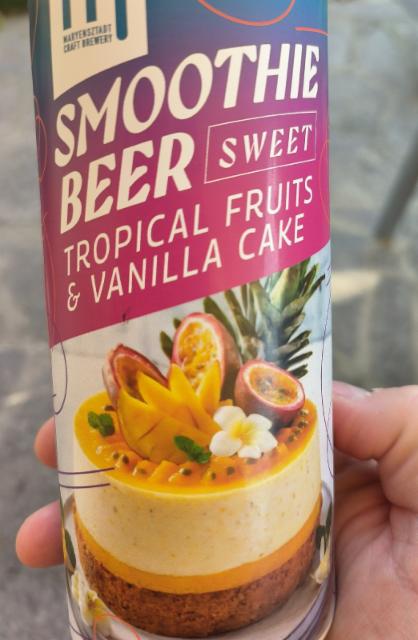 MARYENSZTADT
CRAFT BREWERY
SMOOTHIE
BEER SWEET
TROPICAL FRUITS
& VANILLA CAKE